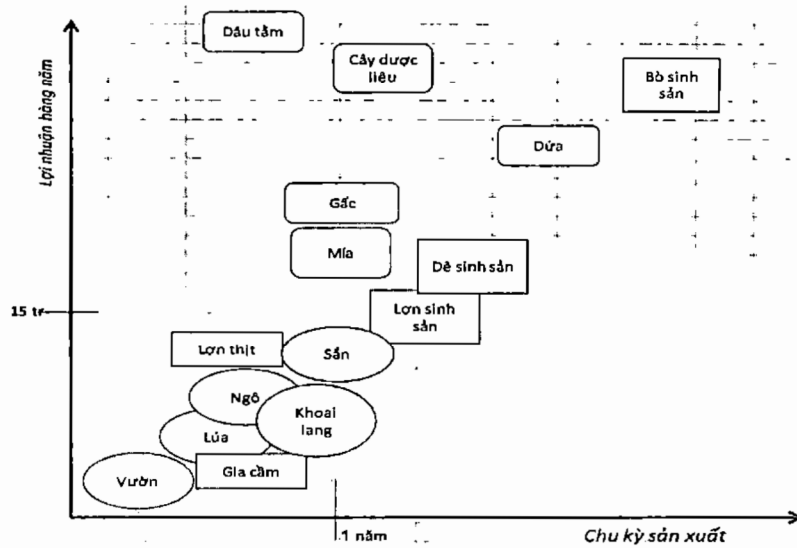 Dâu tằm
Cây dược
liệu
Bò sinh
sản
Lợi nhuận hàng năm
Dứa
Gấc
Mía
Dê sinh sản
15 tr
Lợn sinh
sản
Lợn thịt
Sắn
Ngô
Khoai
lang
Lúa
Gia cầm
Vườn
1 năm
Chu kỳ sản xuất